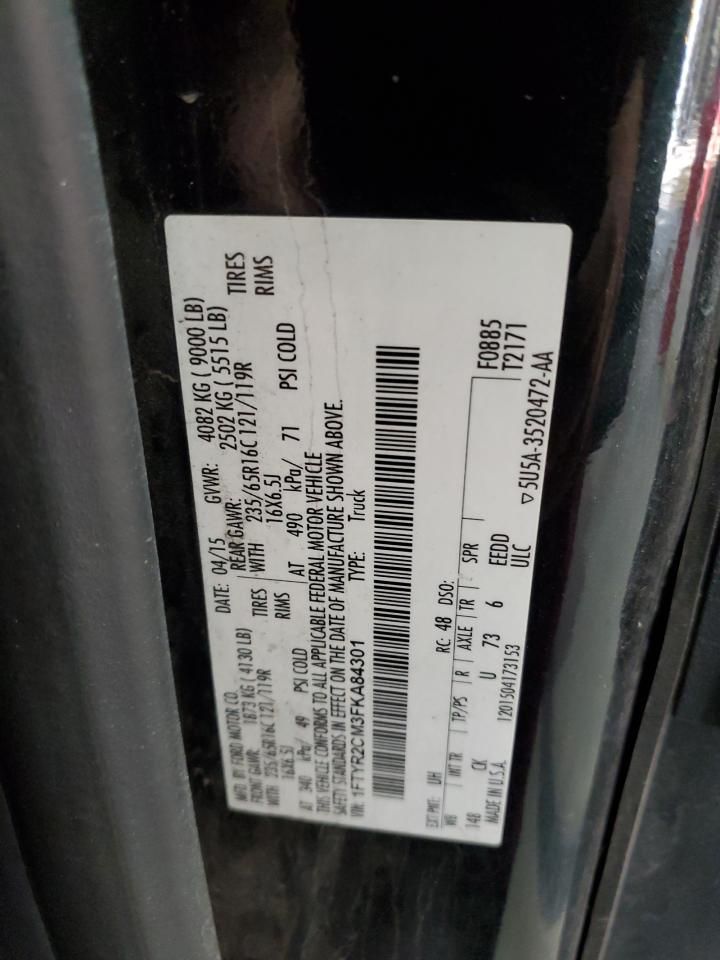 MFD. BY FORD MOTOR CO.
DATE: 04/15 GVWR: 4082 KG ( 9000 LB)
FRONT GAWR: 1873 KG ( 4130 LB) REAR GAWR: 2502 KG ( 5515 LB)
WITH 235/65R16C 121/119R TIRES WITH 235/65R16C 121/119R TIRES
16X6.5J RIMS 16X6.5J RIMS
AT 340 kPa/ 49 PSI COLD AT 490 kPa/ 71 PSI COLD
THIS VEHICLE CONFORMS TO ALL APPLICABLE FEDERAL MOTOR VEHICLE
SAFETY STANDARDS IN EFFECT ON THE DATE OF MANUFACTURE SHOWN ABOVE.
VIN: 1FTYR2CM3FKA84301 TYPE: Truck
F0885
T2171
EXT PNT: UH RC: 48 DSO:
WB INT TR TP/PS R AXLE TR SPR
148 CK U 73 6 EEDD
MADE IN U.S.A. 1201504173153 ULC ▽5U5A-3520472-AA